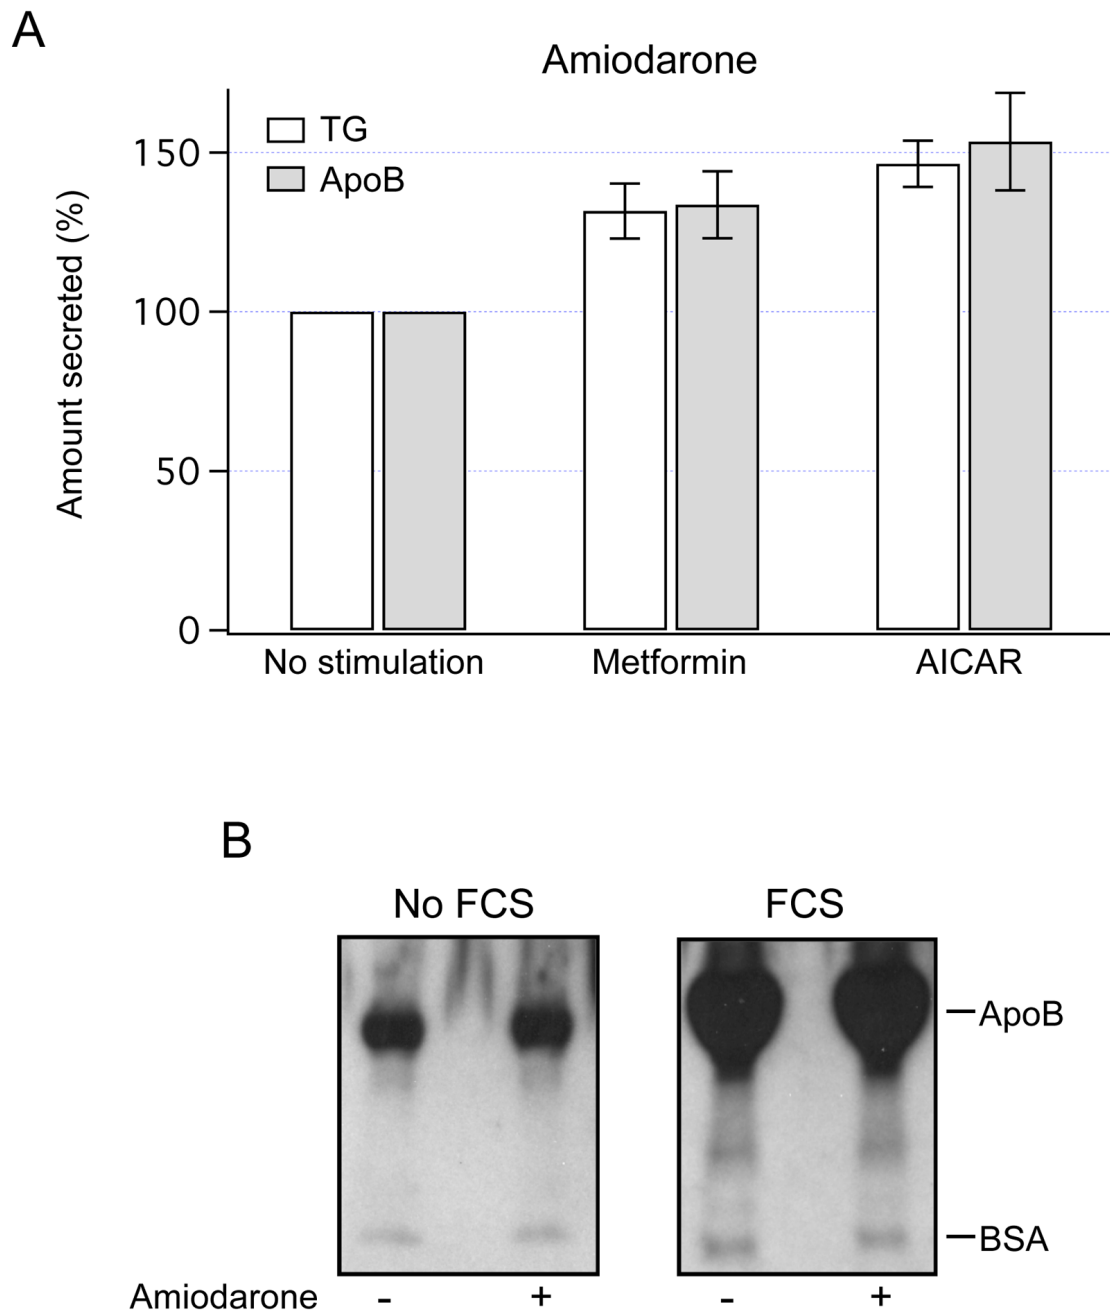 A
Amiodarone
TG
ApoB
150
100
50
0
Amount secreted (%)
No stimulation Metformin AICAR
B
No FCS FCS
ApoB
BSA
Amiodarone - + - +